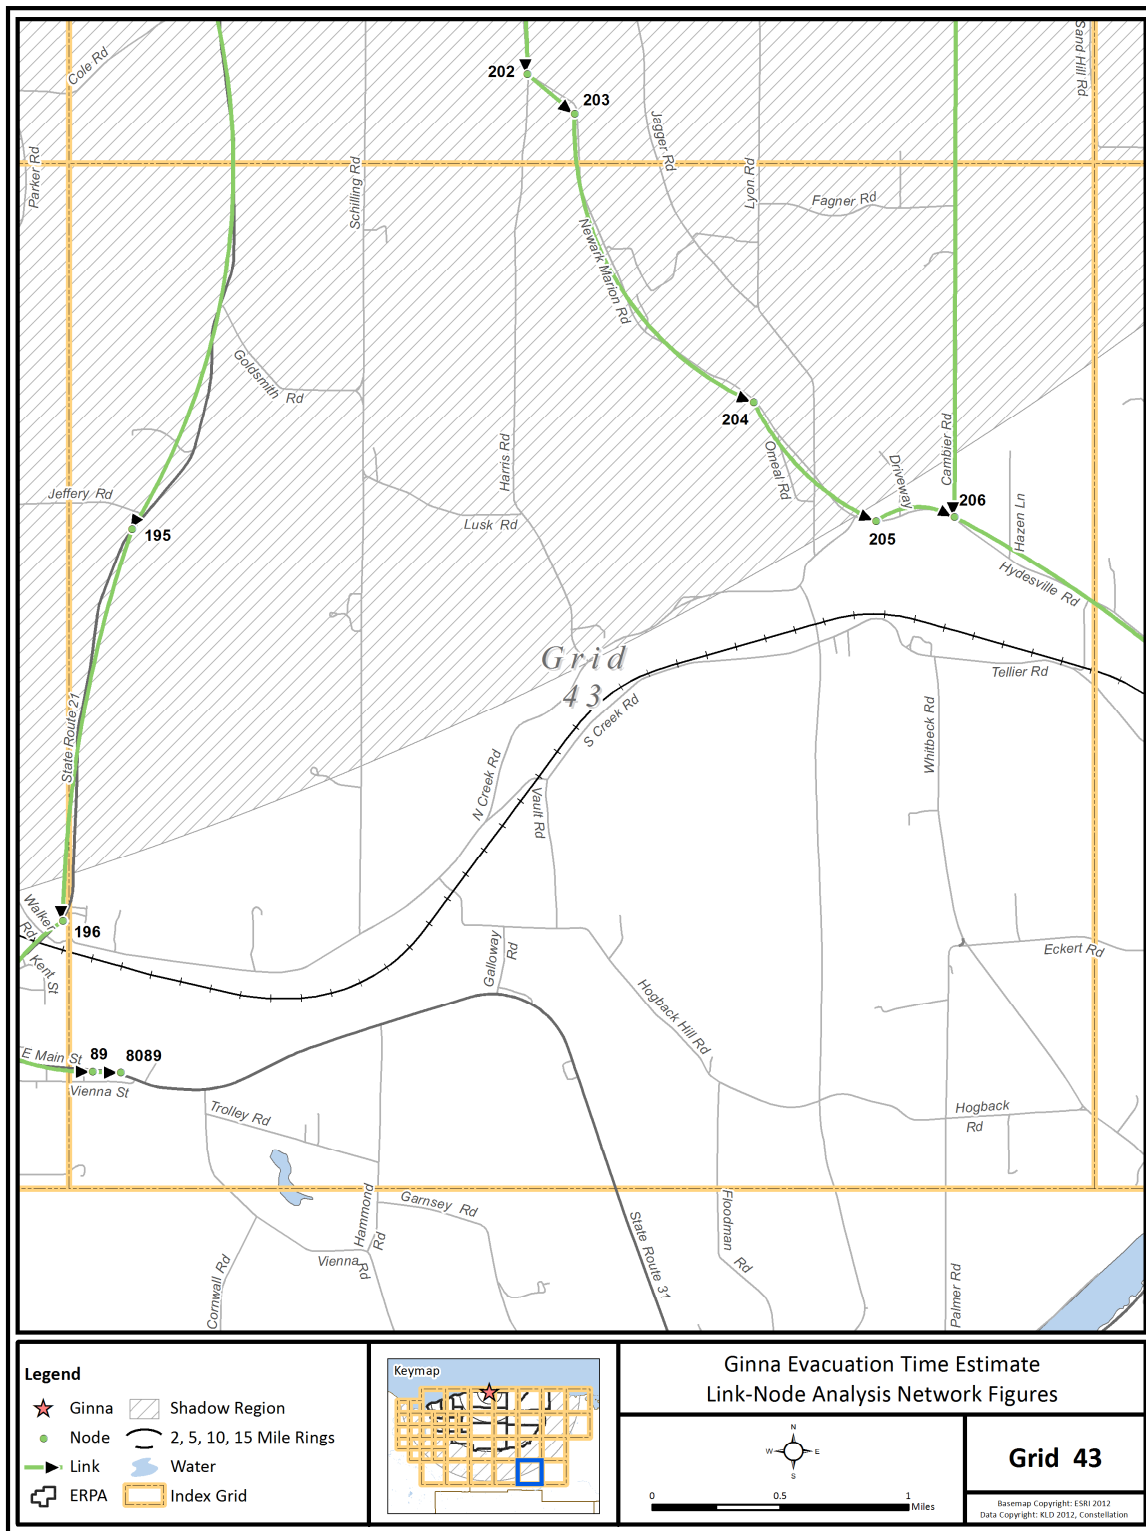 Cole Rd
Sand Hill Rd
202
203
Jagger Rd
Parker Rd
Schilling Rd
Lyon Rd
Fagner Rd
Newark Marion Rd
Goldsmith Rd
204
Omeal Rd
Harris Rd
Cambier Rd
Driveway
Jeffery Rd
195
Lusk Rd
205
206
Hazen Ln
Hydesville Rd
Grid
43
Tellier Rd
State Route 21
S Creek Rd
N Creek Rd
Vault Rd
Whitbeck Rd
Walker
Rd
196
Kent St
Galloway
Rd
Eckert Rd
Hogback Hill Rd
E Main St
89
8089
Vienna St
Trolley Rd
Hogback
Rd
Hammond
Rd
Garnsey Rd
Floodman
Rd
State Route 31
Vienna
Rd
Cornwall Rd
Palmer Rd
Legend
Ginna
Shadow Region
Node
2, 5, 10, 15 Mile Rings
Link
Water
ERPA
Index Grid
Keymap
Ginna Evacuation Time Estimate
Link-Node Analysis Network Figures
N
W
E
S
0
0.5
1
Miles
Grid 43
Basemap Copyright: ESRI 2012
Data Copyright: KLD 2012, Constellation